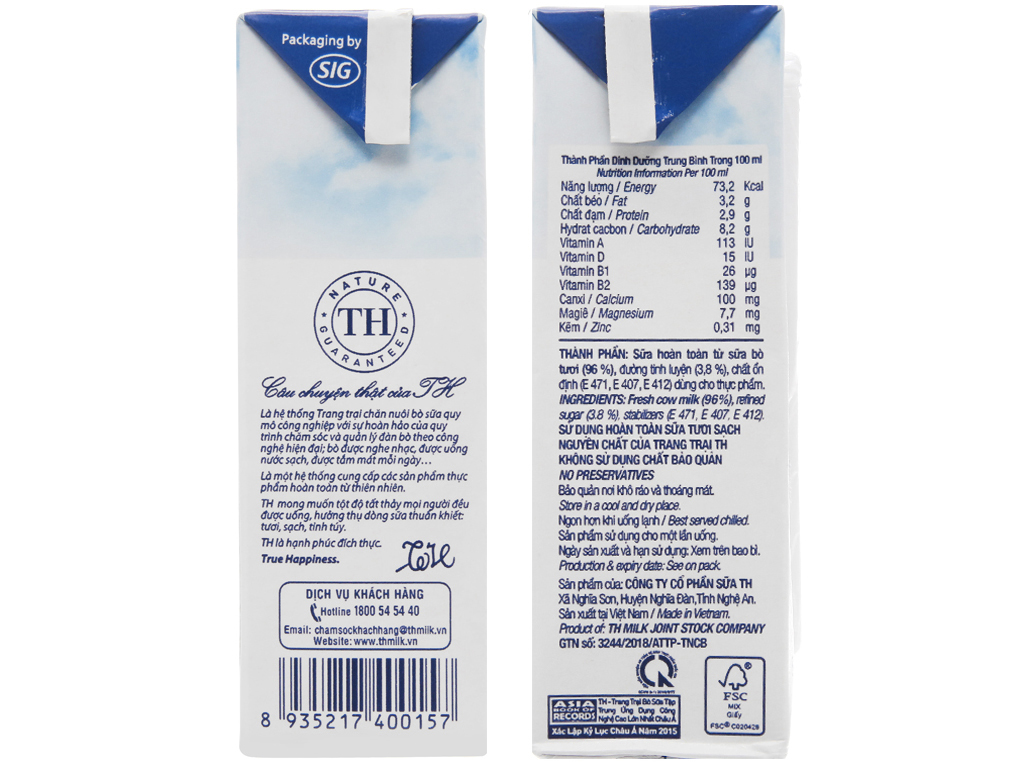 Packaging by
SIG
NATURE
TH
GUARANTEED
Câu chuyện thật của TH
Là hệ thống Trang trại chăn nuôi bò sữa quy
mô công nghiệp với sự hoàn hảo của quy
trình chăm sóc và quản lý đàn bò theo công
nghệ hiện đại; bò được nghe nhạc, được uống
nước sạch, được tắm mát mỗi ngày...
Là một hệ thống cung cấp các sản phẩm thực
phẩm hoàn toàn từ thiên nhiên.
TH mong muốn tột độ tất thảy mọi người đều
được uống, hưởng thụ dòng sữa thuần khiết:
tươi, sạch, tinh túy.
TH là hạnh phúc đích thực.
True Happiness.
DỊCH VỤ KHÁCH HÀNG
Hotline 1800 54 54 40
Email: chamsockhachhang@thmilk.vn
Website: www.thmilk.vn
8 935217 400157
Thành Phần Dinh Dưỡng Trung Bình Trong 100 ml
Nutrition Information Per 100 ml
Năng lượng / Energy 73,2 Kcal
Chất béo / Fat 3,2 g
Chất đạm / Protein 2,9 g
Hydrat cacbon / Carbohydrate 8,2 g
Vitamin A 113 IU
Vitamin D 15 IU
Vitamin B1 26 µg
Vitamin B2 139 µg
Canxi / Calcium 100 mg
Magiê / Magnesium 7,7 mg
Kẽm / Zinc 0,31 mg
THÀNH PHẦN: Sữa hoàn toàn từ sữa bò
tươi (96 %), đường tinh luyện (3,8 %), chất ổn
định (E 471, E 407, E 412) dùng cho thực phẩm.
INGREDIENTS: Fresh cow milk (96%), refined
sugar (3.8 %), stabilizers (E 471, E 407, E 412).
SỬ DỤNG HOÀN TOÀN SỮA TƯƠI SẠCH
NGUYÊN CHẤT CỦA TRANG TRẠI TH
KHÔNG SỬ DỤNG CHẤT BẢO QUẢN
NO PRESERVATIVES
Bảo quản nơi khô ráo và thoáng mát.
Store in a cool and dry place.
Ngon hơn khi uống lạnh / Best served chilled.
Sản phẩm sử dụng cho một lần uống.
Ngày sản xuất và hạn sử dụng: Xem trên bao bì.
Production & expiry date: See on pack.
Sản phẩm của: CÔNG TY CỔ PHẦN SỮA TH
Xã Nghĩa Sơn, Huyện Nghĩa Đàn, Tỉnh Nghệ An.
Sản xuất tại Việt Nam / Made in Vietnam.
Product of: TH MILK JOINT STOCK COMPANY
GTN số: 3244/2018/ATTP-TNCB
ASIA
BOOK OF
RECORDS
TH - Trang Trại Bò Sữa Tập
Trung Ứng Dụng Công
Nghệ Cao Lớn Nhất Châu Á
Xác Lập Kỷ Lục Châu Á Năm 2015
FSC
MIX
Giấy
FSC® C020428